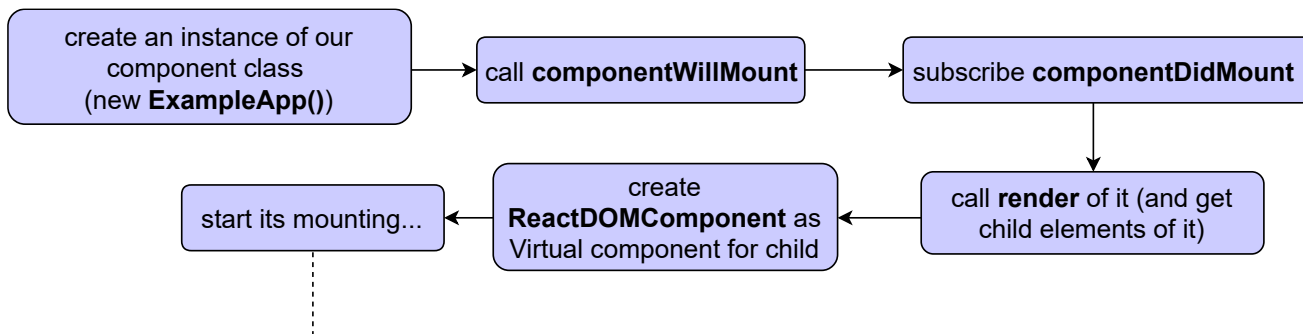 create an instance of our
component class
(new ExampleApp())
call componentWillMount
subscribe componentDidMount
call render of it (and get
child elements of it)
create
ReactDOMComponent as
Virtual component for child
start its mounting...